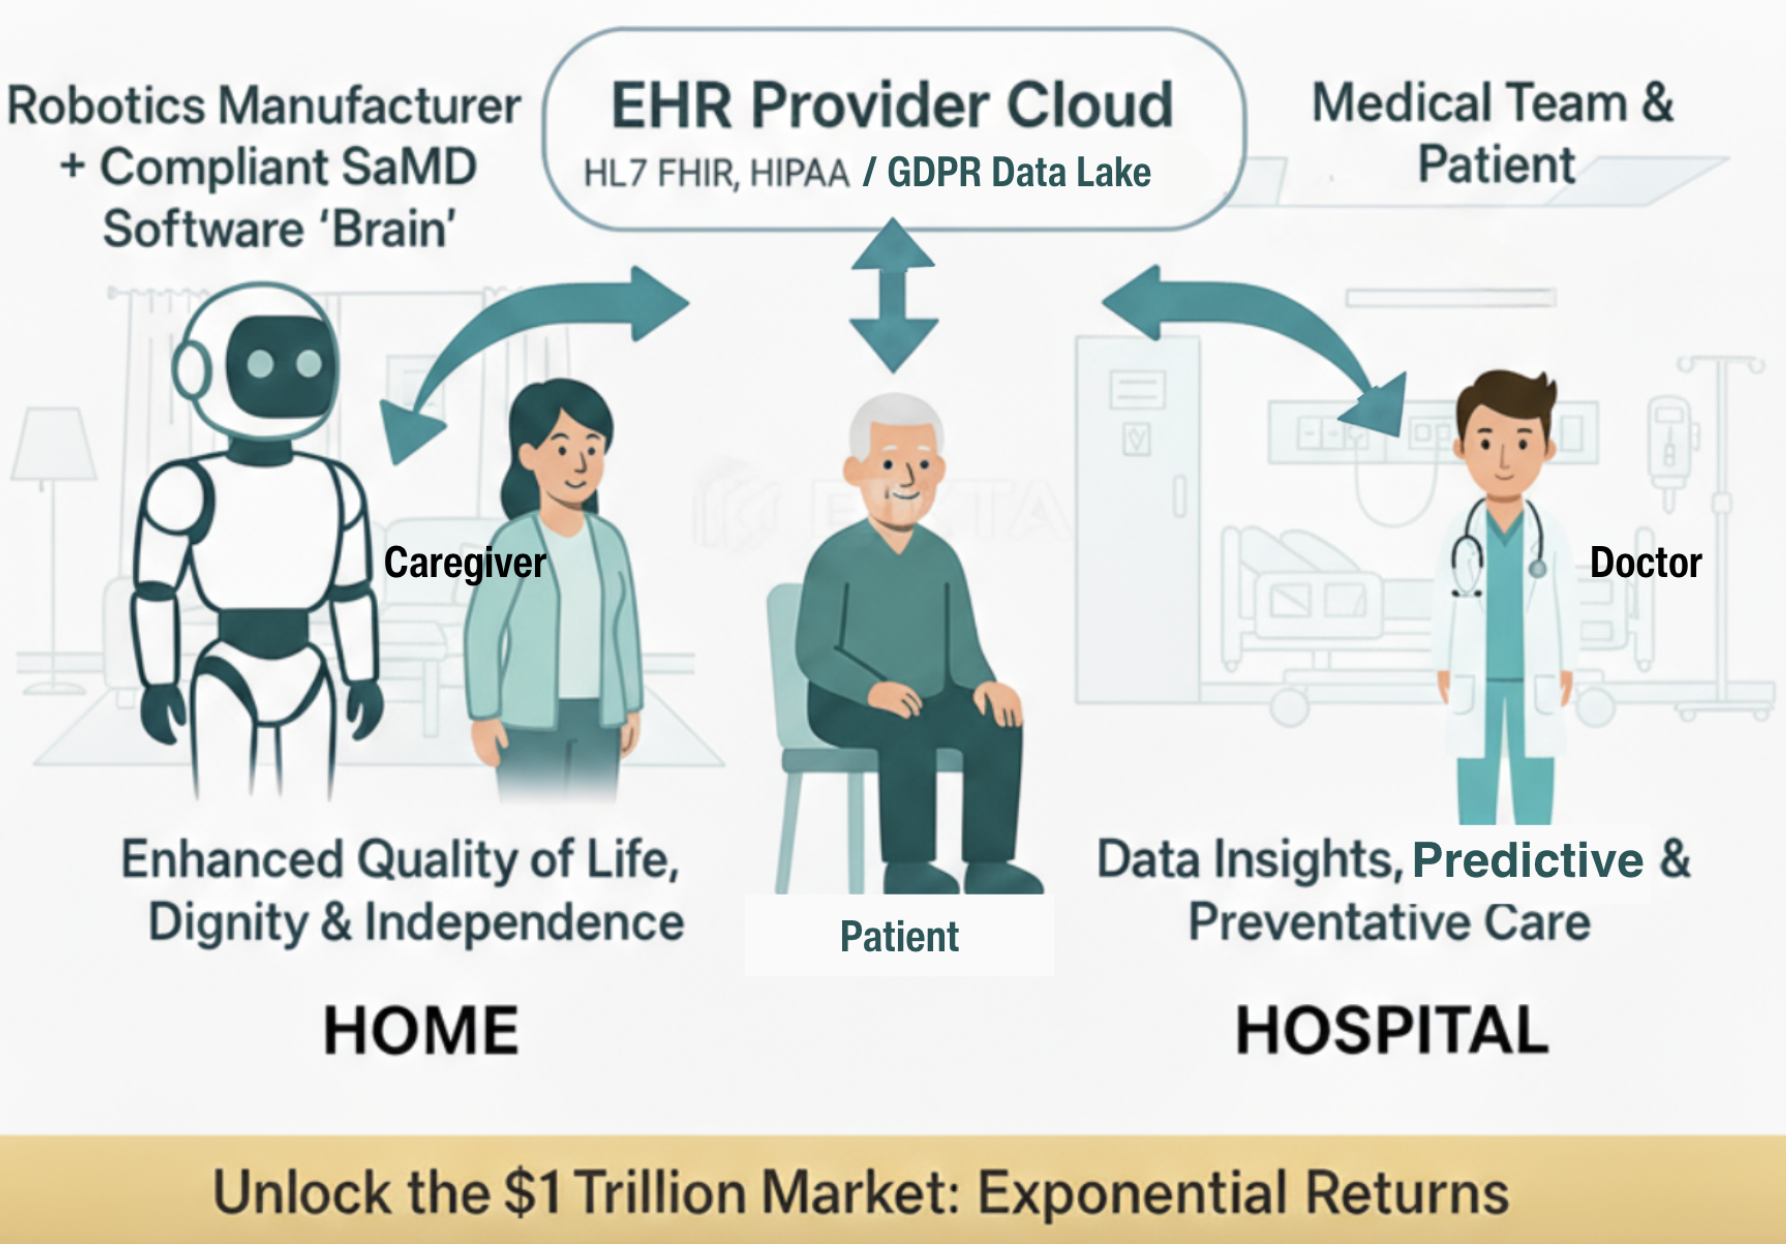 Robotics Manufacturer
+ Compliant SaMD
Software ‘Brain’
EHR Provider Cloud
HL7 FHIR, HIPAA / GDPR Data Lake
Medical Team &
Patient
Caregiver
Doctor
Enhanced Quality of Life,
Dignity & Independence
Patient
Data Insights, Predictive &
Preventative Care
HOME
HOSPITAL
Unlock the $1 Trillion Market: Exponential Returns